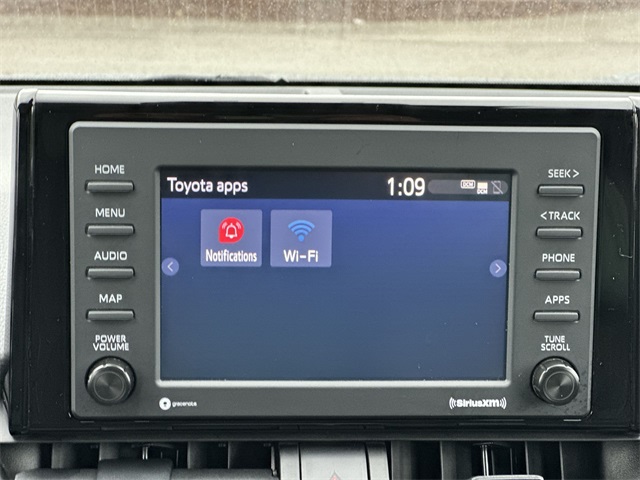 HOME
MENU
AUDIO
MAP
POWER
VOLUME
Toyota apps 1:09 DCM
Notifications
Wi-Fi
<
>
SEEK >
< TRACK
PHONE
APPS
TUNE
SCROLL
gracenote
((SiriusXM))